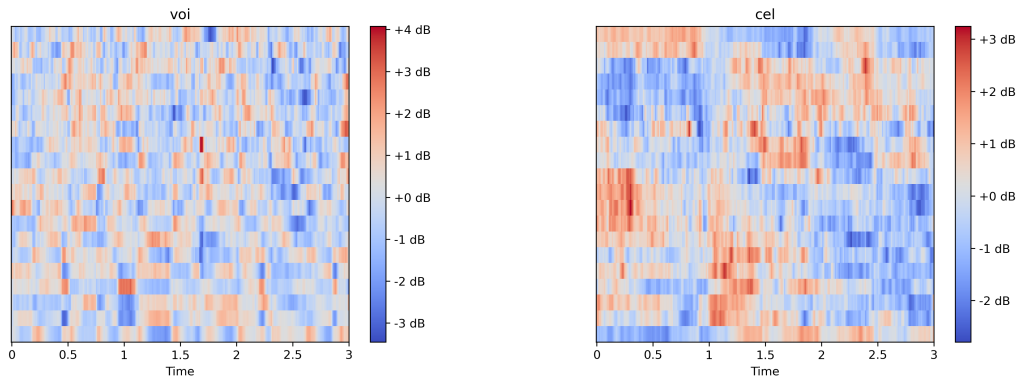 voi
+4 dB
+3 dB
+2 dB
+1 dB
+0 dB
-1 dB
-2 dB
-3 dB
0 0.5 1 1.5 2 2.5 3
Time
cel
+3 dB
+2 dB
+1 dB
+0 dB
-1 dB
-2 dB
0 0.5 1 1.5 2 2.5 3
Time